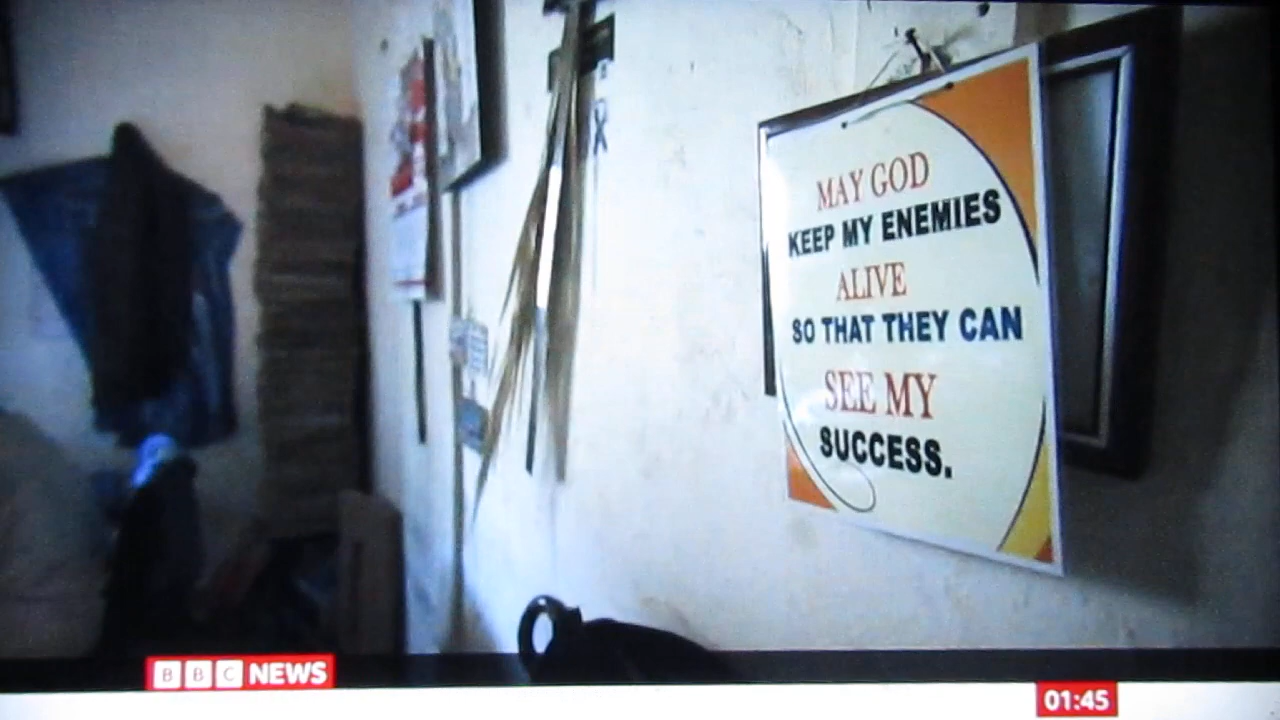 MAY GOD
KEEP MY ENEMIES
ALIVE
SO THAT THEY CAN
SEE MY
SUCCESS.
BBC NEWS
01:45